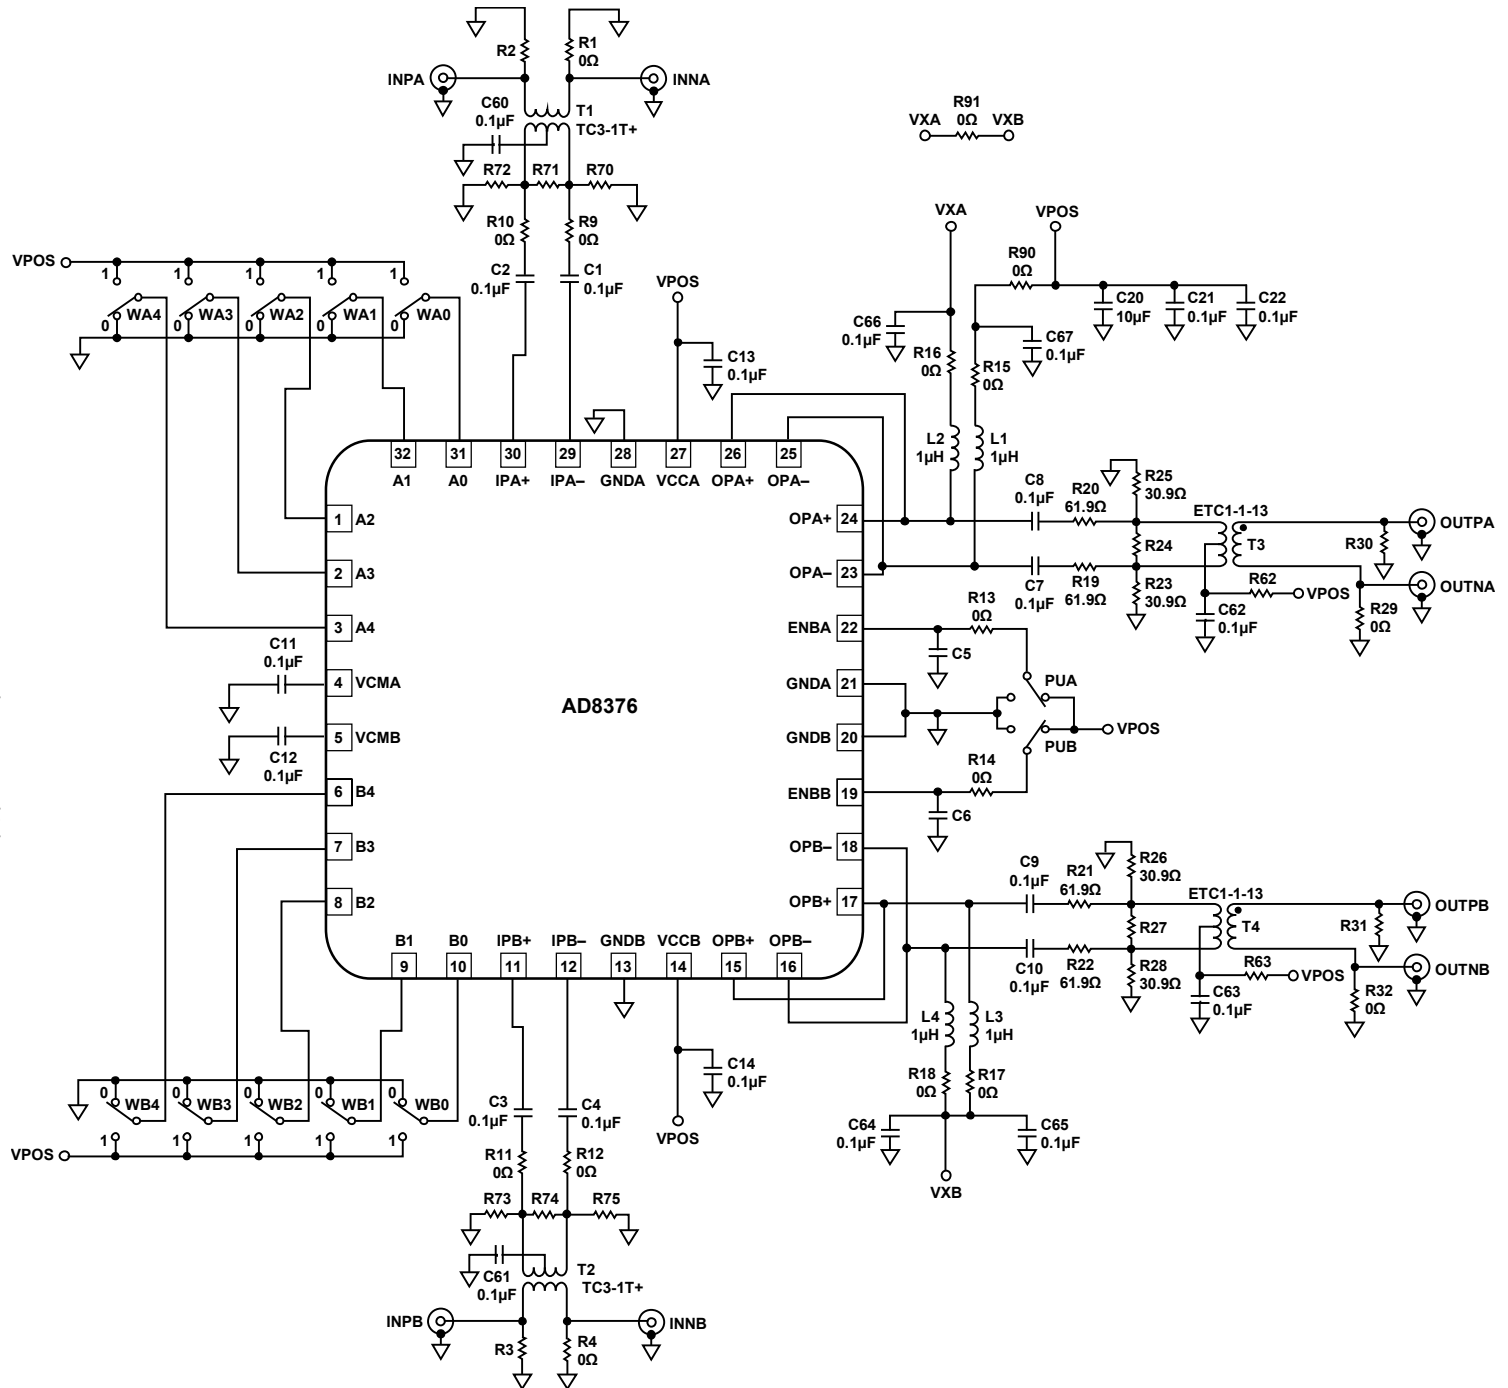 R2
R1
0Ω
INPA
INNA
C60
0.1µF
T1
TC3-1T+
R72
R71
R70
R10
0Ω
R9
0Ω
C2
0.1µF
C1
0.1µF
R91
0Ω
VXA
VXB
VXA
VPOS
R90
0Ω
C20
10µF
C21
0.1µF
C22
0.1µF
C66
0.1µF
C67
0.1µF
R16
0Ω
R15
0Ω
L2
1µH
L1
1µH
VPOS
1
1
1
1
1
WA4
WA3
WA2
WA1
WA0
0
0
0
0
0
VPOS
C13
0.1µF
32
31
30
29
28
27
26
25
A1
A0
IPA+
IPA–
GNDA
VCCA
OPA+
OPA–
1
A2
2
A3
3
A4
4
VCMA
5
VCMB
6
B4
7
B3
8
B2
C11
0.1µF
C12
0.1µF
AD8376
OPA+
24
OPA–
23
ENBA
22
GNDA
21
GNDB
20
ENBB
19
OPB–
18
OPB+
17
C8
0.1µF
R20
61.9Ω
R25
30.9Ω
R24
C7
0.1µF
R19
61.9Ω
R23
30.9Ω
ETC1-1-13
T3
R62
VPOS
C62
0.1µF
R30
R29
0Ω
OUTPA
OUTNA
R13
0Ω
C5
PUA
VPOS
PUB
R14
0Ω
C6
C9
0.1µF
R21
61.9Ω
R26
30.9Ω
R27
C10
0.1µF
R22
61.9Ω
R28
30.9Ω
ETC1-1-13
T4
R63
VPOS
C63
0.1µF
R31
R32
0Ω
OUTPB
OUTNB
B1
B0
IPB+
IPB–
GNDB
VCCB
OPB+
OPB–
9
10
11
12
13
14
15
16
L4
1µH
L3
1µH
R18
0Ω
R17
0Ω
C64
0.1µF
C65
0.1µF
VXB
C14
0.1µF
VPOS
0
0
0
0
0
WB4
WB3
WB2
WB1
WB0
1
1
1
1
1
VPOS
C3
0.1µF
C4
0.1µF
R11
0Ω
R12
0Ω
R73
R74
R75
C61
0.1µF
T2
TC3-1T+
INPB
INNB
R3
R4
0Ω